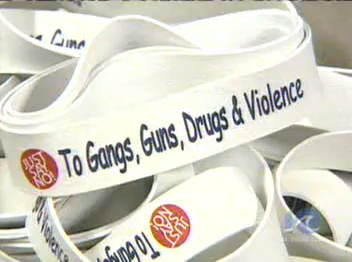 Guns
JUST SAY NO! To Gangs, Guns, Drugs & Violence
Violence
JUST SAY NO! To Gangs